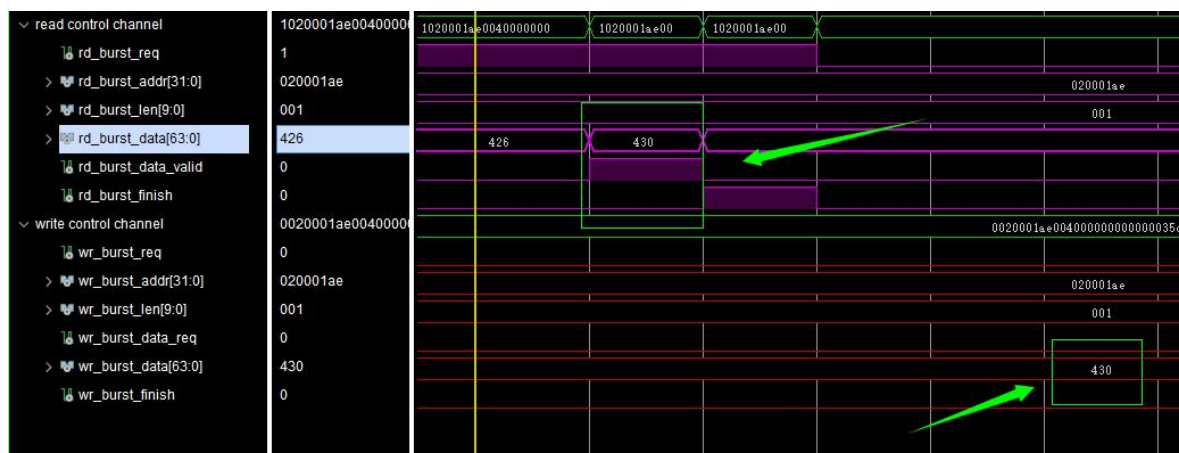 read control channel 1020001ae00400000 1020001ae0040000000 1020001ae00 1020001ae00
rd_burst_req 1
rd_burst_addr[31:0] 020001ae 020001ae
rd_burst_len[9:0] 001 001
rd_burst_data[63:0] 426 426 430
rd_burst_data_valid 0
rd_burst_finish 0
write control channel 0020001ae00400000 0020001ae004000000000000035
wr_burst_req 0
wr_burst_addr[31:0] 020001ae 020001ae
wr_burst_len[9:0] 001 001
wr_burst_data_req 0
wr_burst_data[63:0] 430 430
wr_burst_finish 0